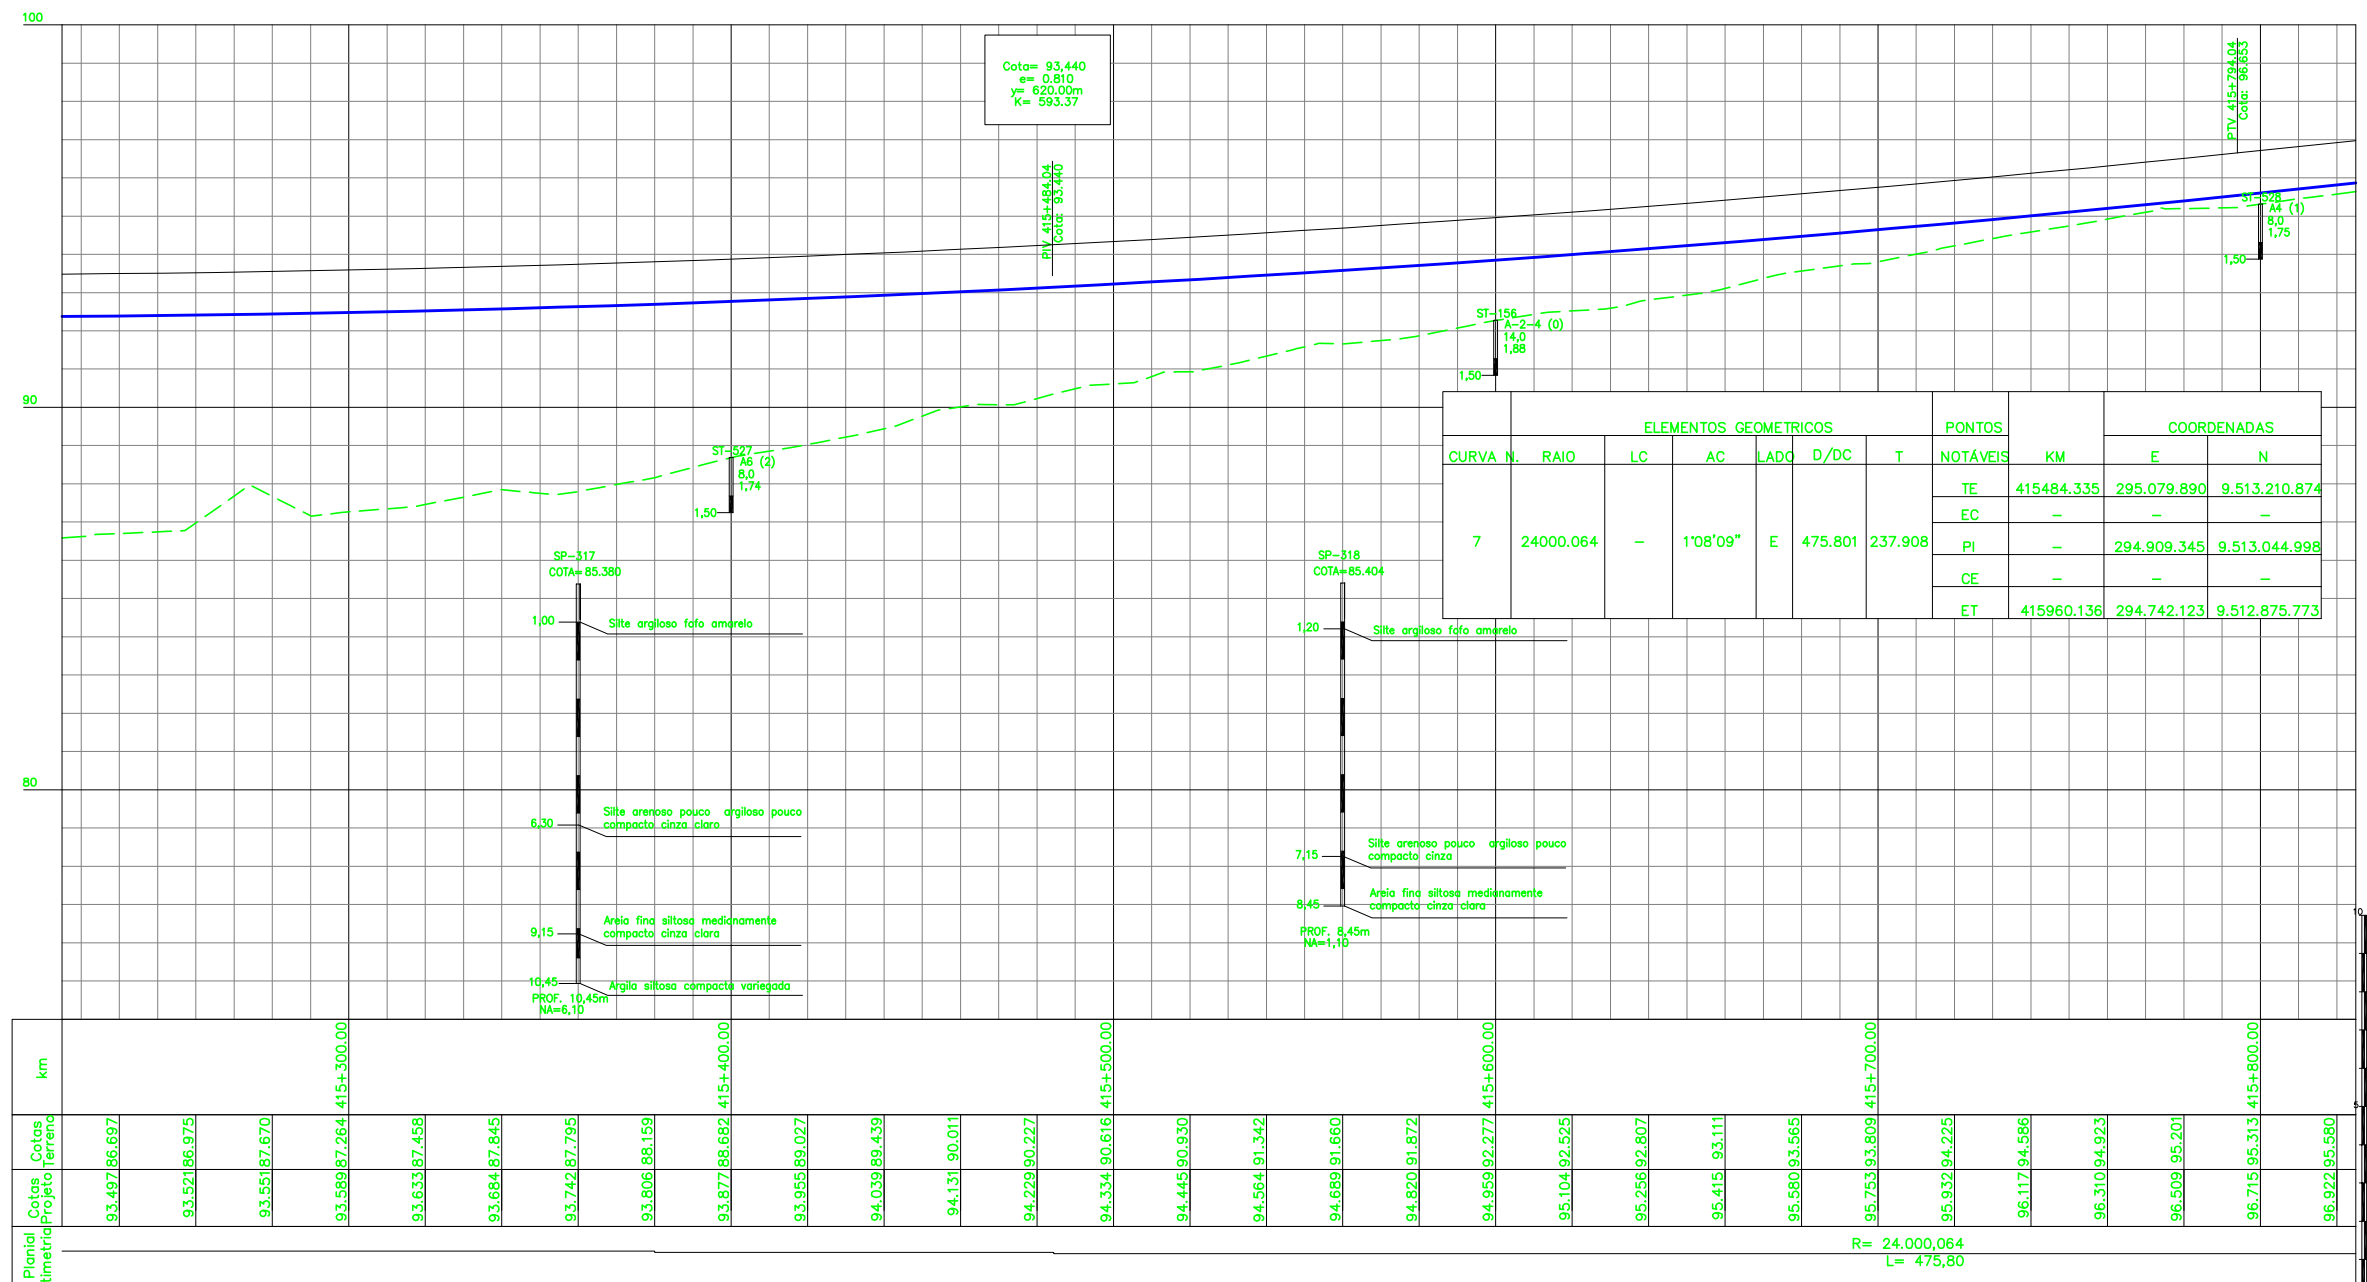 100
Cota= 93,440
e= 0.810
y= 620.00m
K= 593.37
PIV 415+484.04
Cota: 93.440
PTV 415+794.04
Cota: 96.653
ST-528
A4 (1)
8,0
1,75
1,50
ST-156
A-2-4 (0)
14,0
1,88
1,50
90
ST-527
A6 (2)
8,0
1,74
1,50
ELEMENTOS GEOMETRICOS PONTOS COORDENADAS
CURVA N. RAIO LC AC LADO D/DC T NOTÁVEIS KM E N
TE 415484.335 295.079.890 9.513.210.874
EC - - -
7 24000.064 - 1°08'09" E 475.801 237.908
PI - 294.909.345 9.513.044.998
CE - - -
ET 415960.136 294.742.123 9.512.875.773
SP-317
COTA=85.380
1,00 Silte argiloso fofo amarelo
6,30 Silte arenoso pouco argiloso pouco
compacto cinza claro
9,15 Areia fina siltosa medianamente
compacto cinza clara
10,45 Argila siltosa compacta variegada
PROF. 10,45m
NA=6,10
SP-318
COTA=85.404
1,20 Silte argiloso fofo amarelo
7,15 Silte arenoso pouco argiloso pouco
compacto cinza
8,45 Areia fina siltosa medianamente
compacto cinza clara
PROF. 8,45m
NA=1,10
80
10
5
km 415+300.00 415+400.00 415+500.00 415+600.00 415+700.00 415+800.00
Cotas
Terreno 86.697 86.975 87.670 87.264 87.458 87.845 87.795 88.159 88.682 89.027 89.439 90.011 90.227 90.616 90.930 91.342 91.660 91.872 92.277 92.525 92.807 93.111 93.565 93.809 94.225 94.586 94.923 95.201 95.313 95.580
Cotas
Projeto 93.497 93.521 93.551 93.589 93.633 93.684 93.742 93.806 93.877 93.955 94.039 94.131 94.229 94.334 94.445 94.564 94.689 94.820 94.959 95.104 95.256 95.415 95.580 95.753 95.932 96.117 96.310 96.509 96.715 96.922
Planial
timetria
R= 24.000,064
L= 475,80